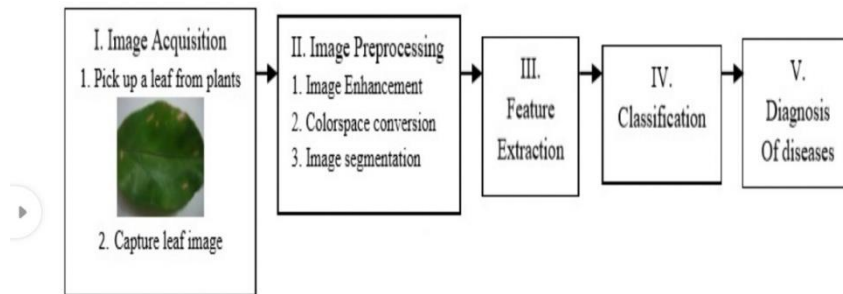 I. Image Acquisition
1. Pick up a leaf from plants
2. Capture leaf image
II. Image Preprocessing
1. Image Enhancement
2. Colorspace conversion
3. Image segmentation
III.
Feature
Extraction
IV.
Classification
V.
Diagnosis
Of diseases